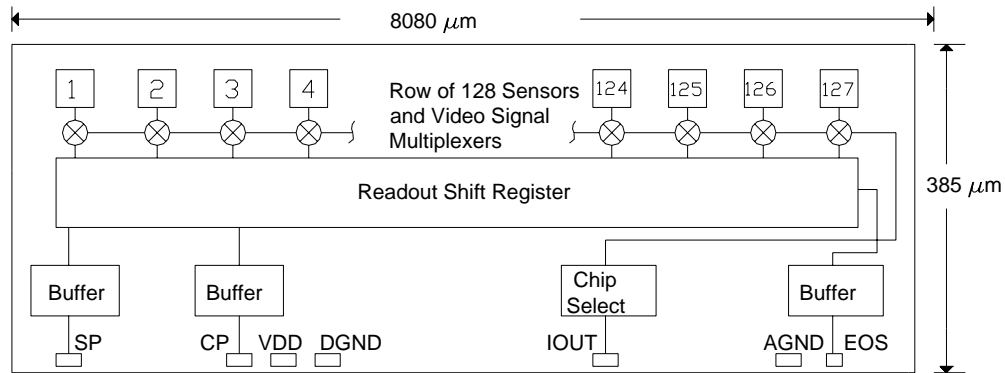 8080 μm
1 2 3 4 124 125 126 127
Row of 128 Sensors
and Video Signal
Multiplexers
Readout Shift Register
385 μm
Buffer Buffer Chip
Select Buffer
SP CP VDD DGND IOUT AGND EOS